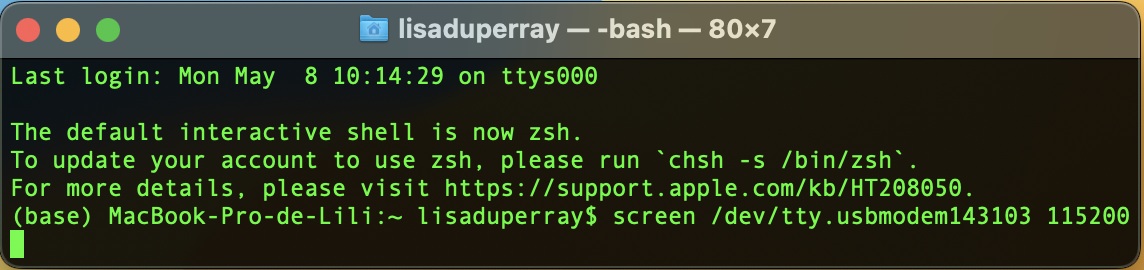 lisaduperray — -bash — 80×7
Last login: Mon May  8 10:14:29 on ttys000
The default interactive shell is now zsh.
To update your account to use zsh, please run `chsh -s /bin/zsh`.
For more details, please visit https://support.apple.com/kb/HT208050.
(base) MacBook-Pro-de-Lili:~ lisaduperray$ screen /dev/tty.usbmodem143103 115200